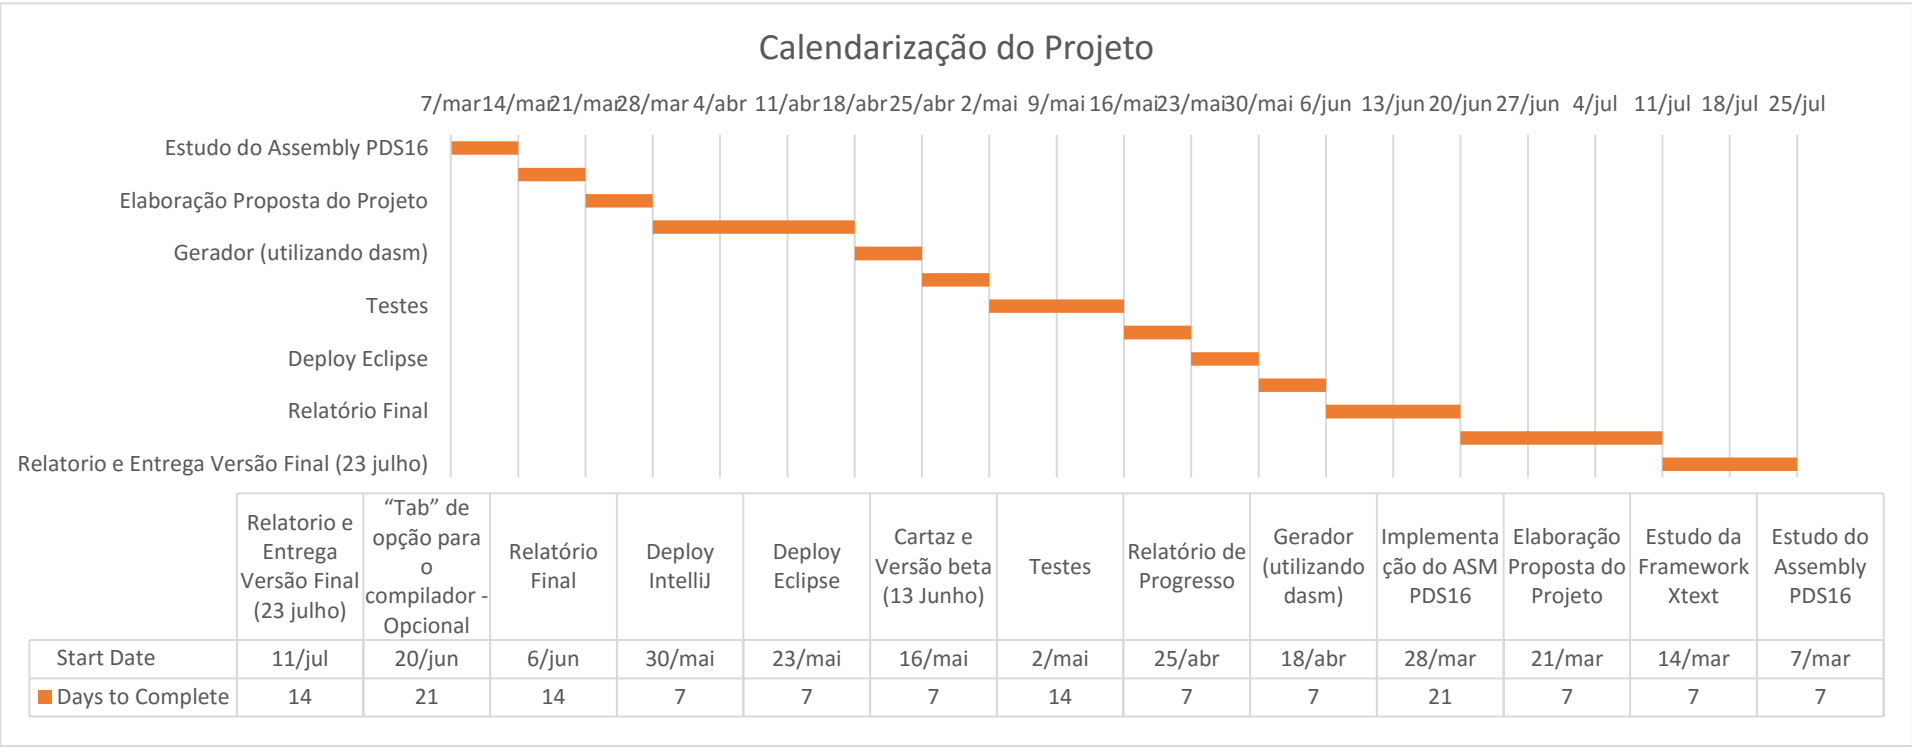 Calendarização do Projeto
7/mar 14/mar 21/mar 28/mar 4/abr 11/abr 18/abr 25/abr 2/mai 9/mai 16/mai 23/mai 30/mai 6/jun 13/jun 20/jun 27/jun 4/jul 11/jul 18/jul 25/jul
Estudo do Assembly PDS16
Elaboração Proposta do Projeto
Gerador (utilizando dasm)
Testes
Deploy Eclipse
Relatório Final
Relatorio e Entrega Versão Final (23 julho)
Relatorio e
Entrega
Versão Final
(23 julho)
“Tab” de
opção para
o
compilador -
Opcional
Relatório
Final
Deploy
IntelliJ
Deploy
Eclipse
Cartaz e
Versão beta
(13 Junho)
Testes
Relatório de
Progresso
Gerador
(utilizando
dasm)
Implementa
ção do ASM
PDS16
Elaboração
Proposta do
Projeto
Estudo da
Framework
Xtext
Estudo do
Assembly
PDS16
Start Date 11/jul 20/jun 6/jun 30/mai 23/mai 16/mai 2/mai 25/abr 18/abr 28/mar 21/mar 14/mar 7/mar
Days to Complete 14 21 14 7 7 7 14 7 7 21 7 7 7